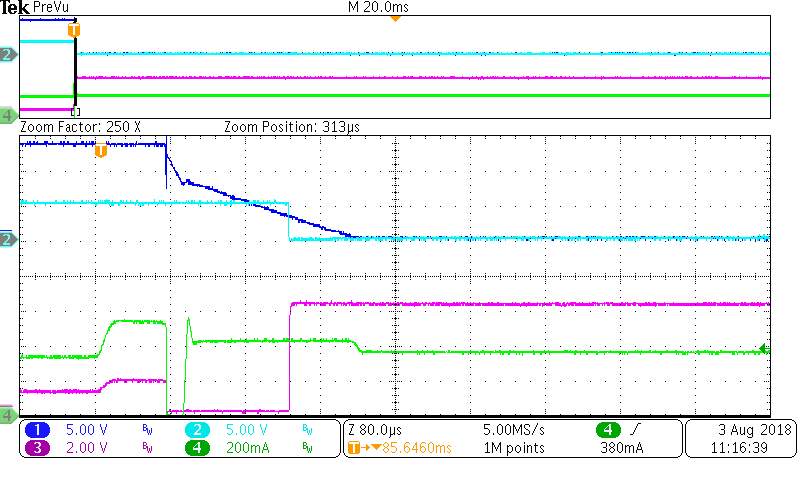 Tek PreVu M 20.0ms
T
2
4
Zoom Factor: 250 X Zoom Position: 313µs
T
2
4
1 5.00 V BW 2 5.00 V BW Z 80.0µs 5.00MS/s 4 3 Aug 2018
3 2.00 V BW 4 200mA BW T→▼85.6460ms 1M points 380mA 11:16:39